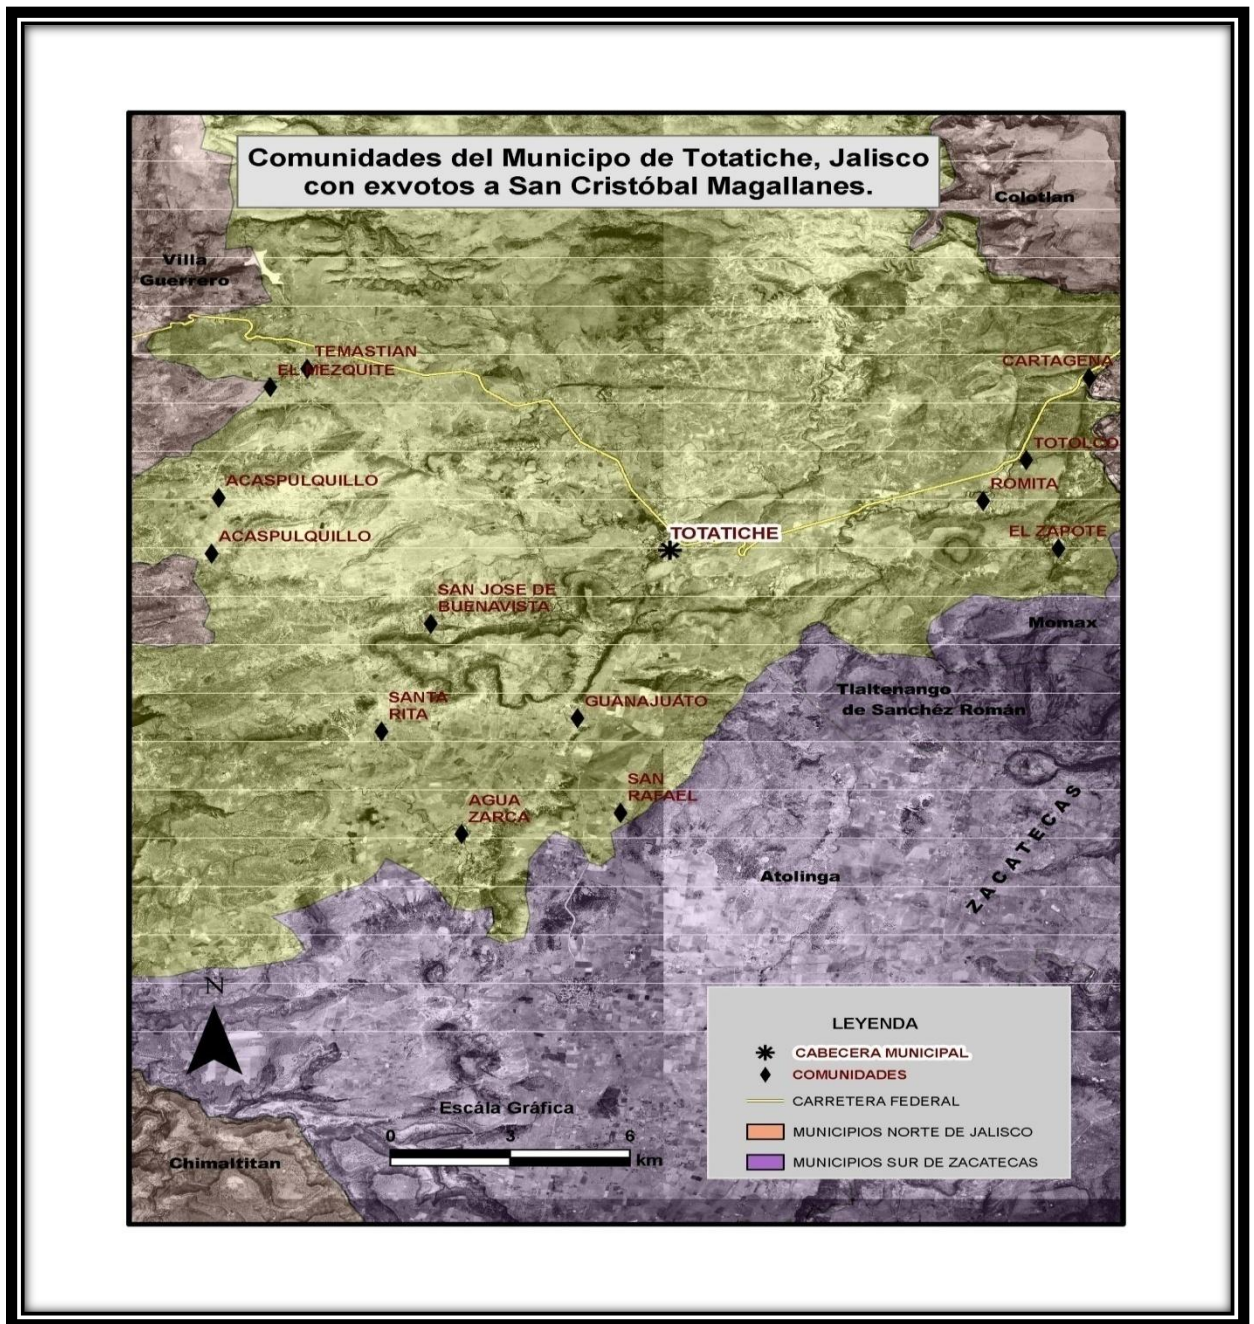 Comunidades del Municipo de Totatiche, Jalisco
con exvotos a San Cristóbal Magallanes.
Colotlan
Villa
Guerrero
TEMASTIAN
EL MEZQUITE
CARTAGENA
TOTOLCO
ACASPULQUILLO
ROMITA
TOTATICHE
EL ZAPOTE
ACASPULQUILLO
SAN JOSE DE
BUENAVISTA
Momax
Tlaltenango
de Sanchéz Román
SANTA
RITA
GUANAJUATO
SAN
RAFAEL
AGUA
ZARCA
ZACATECAS
Atolinga
N
LEYENDA
CABECERA MUNICIPAL
COMUNIDADES
CARRETERA FEDERAL
MUNICIPIOS NORTE DE JALISCO
MUNICIPIOS SUR DE ZACATECAS
Escála Gráfica
0 3 6
km
Chimaltitan